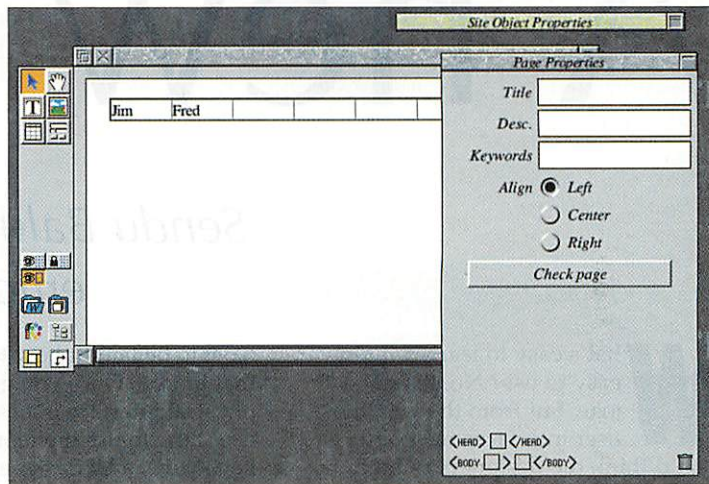 Site Object Properties
Page Properties
Jim Fred
Title
Desc.
Keywords
Align Left
Center
Right
Check page
<HEAD> </HEAD>
<BODY > </BODY>
T
W